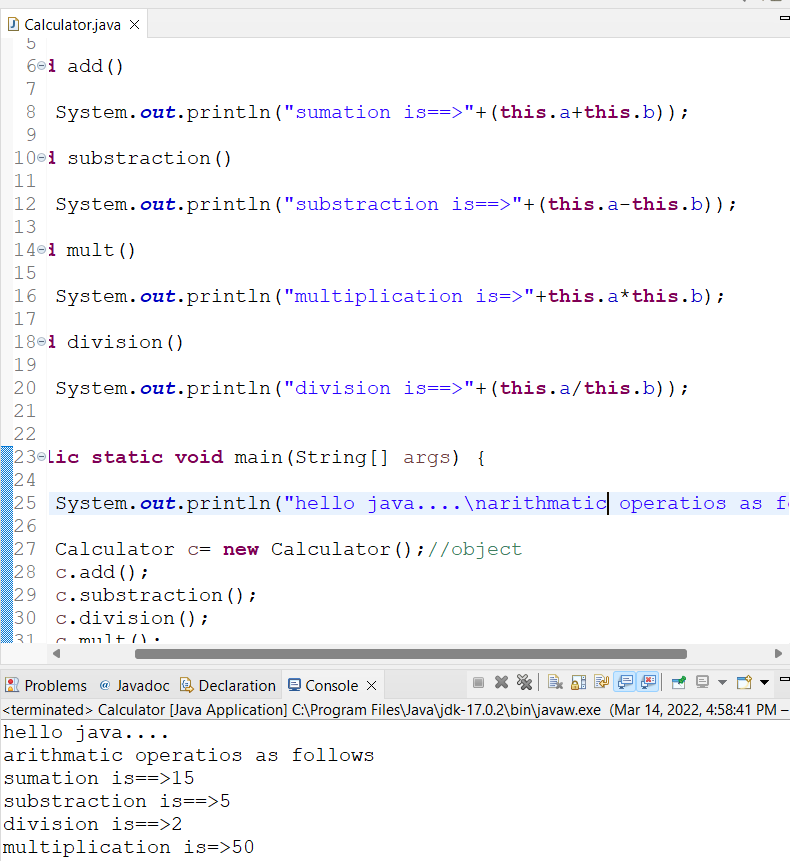 Calculator.java
5
6 d add()
7
8 System.out.println("sumation is==>"+(this.a+this.b));
9
10 d substraction()
11
12 System.out.println("substraction is==>"+(this.a-this.b));
13
14 d mult()
15
16 System.out.println("multiplication is=>"+this.a*this.b);
17
18 d division()
19
20 System.out.println("division is==>"+(this.a/this.b));
21
22
23 lic static void main(String[] args) {
24
25 System.out.println("hello java....\narithmatic operatios as f
26
27 Calculator c= new Calculator();//object
28 c.add();
29 c.substraction();
30 c.division();
31 c.mult();
Problems @ Javadoc Declaration Console
<terminated> Calculator [Java Application] C:\Program Files\Java\jdk-17.0.2\bin\javaw.exe (Mar 14, 2022, 4:58:41 PM –
hello java....
arithmatic operatios as follows
sumation is==>15
substraction is==>5
division is==>2
multiplication is=>50